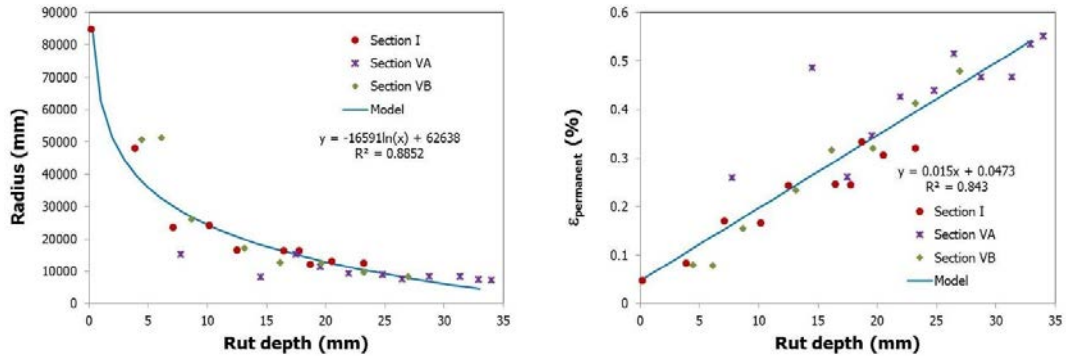 90000
80000
70000
60000
50000
40000
30000
20000
10000
0
Radius (mm)
Section I
Section VA
Section VB
Model
y = -16591ln(x) + 62638
R² = 0.8852
0 5 10 15 20 25 30 35
Rut depth (mm)
0.6
0.5
0.4
0.3
0.2
0.1
0
εpermanent (%)
y = 0.015x + 0.0473
R² = 0.843
Section I
Section VA
Section VB
Model
0 5 10 15 20 25 30 35
Rut depth (mm)